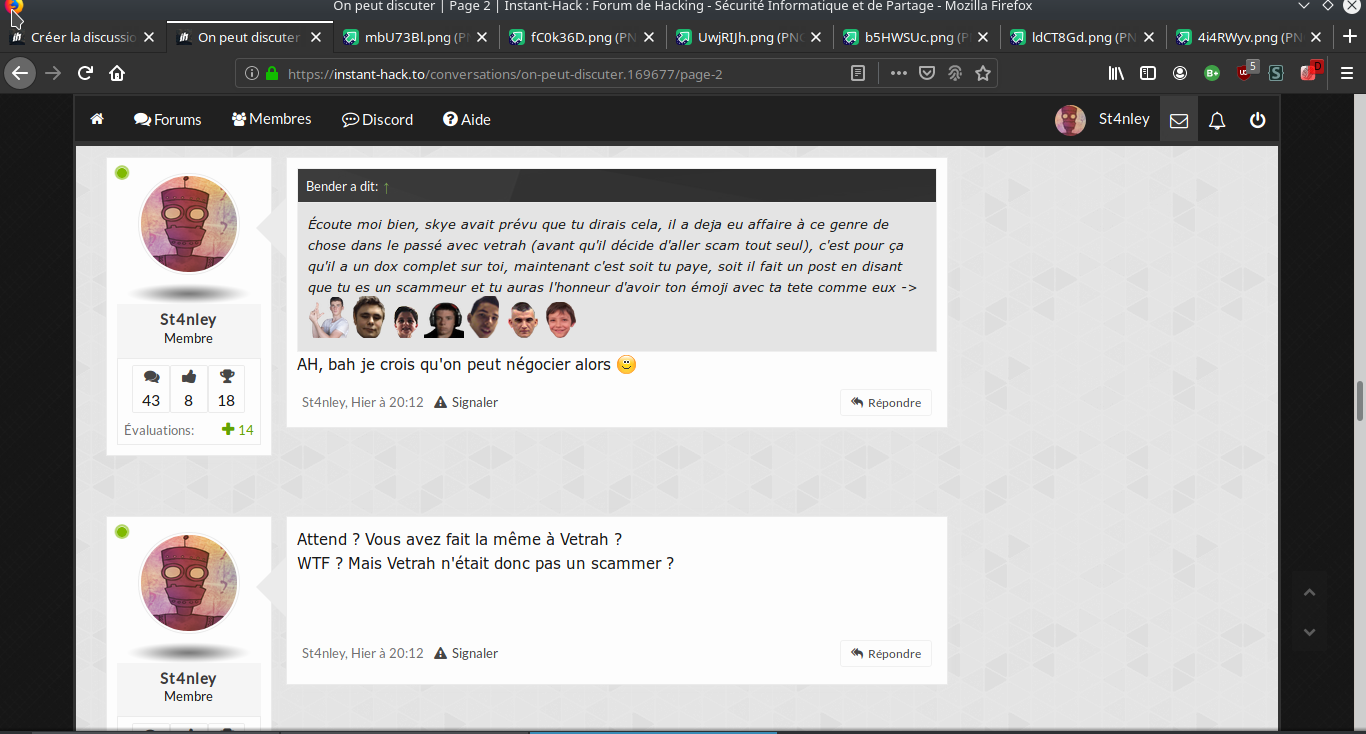 On peut discuter | Page 2 | Instant-Hack : Forum de Hacking - Sécurité Informatique et de Partage - Mozilla Firefox
Créer la discussio
On peut discuter
mbU73Bl.png (PN
fC0k36D.png (PN
UwjRIJh.png (PN
b5HWSUc.png (P
ldCT8Gd.png (PN
4i4RWyv.png (PN
https://instant-hack.to/conversations/on-peut-discuter.169677/page-2
B+
5
S
0
Forums
Membres
Discord
Aide
St4nley
Bender a dit: ↑
Écoute moi bien, skye avait prévu que tu dirais cela, il a deja eu affaire à ce genre de
chose dans le passé avec vetrah (avant qu'il décide d'aller scam tout seul), c'est pour ça
qu'il a un dox complet sur toi, maintenant c'est soit tu paye, soit il fait un post en disant
que tu es un scammeur et tu auras l'honneur d'avoir ton émoji avec ta tete comme eux ->
St4nley
Membre
43 8 18
Évaluations: 14
AH, bah je crois qu'on peut négocier alors
St4nley, Hier à 20:12 Signaler
Répondre
Attend ? Vous avez fait la même à Vetrah ?
WTF ? Mais Vetrah n'était donc pas un scammer ?
St4nley, Hier à 20:12 Signaler
Répondre
St4nley
Membre